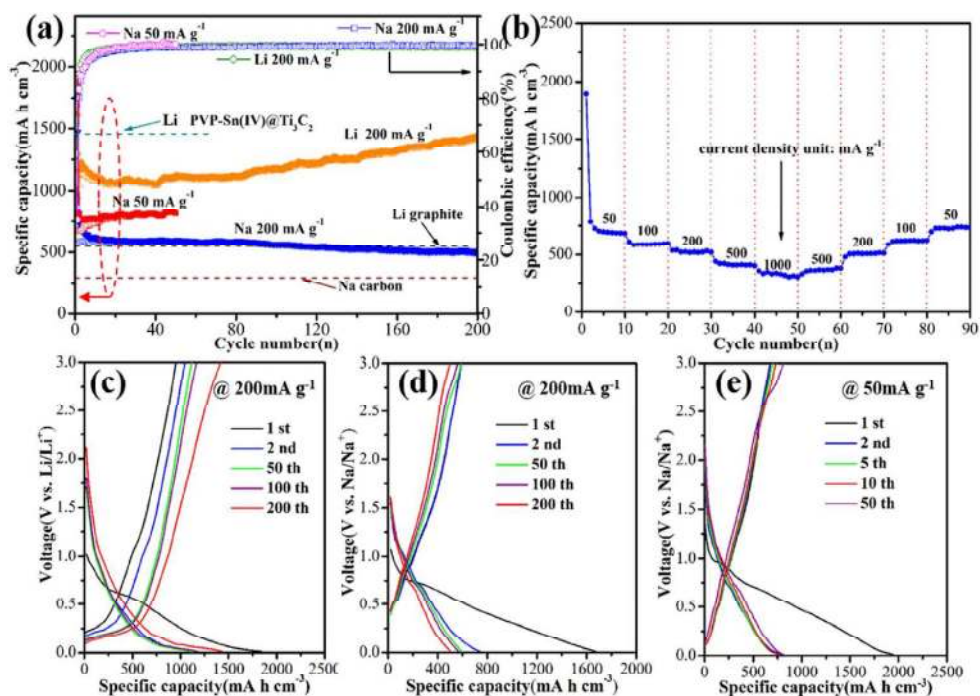 (a)
Na 50 mA g⁻¹
Na 200 mA g⁻¹
Li 200 mA g⁻¹
Li PVP-Sn(IV)@Ti₃C₂
Li 200 mA g⁻¹
Na 50 mA g⁻¹
Na 200 mA g⁻¹
Li graphite
Na carbon
Specific capacity(mA h cm⁻³)
2000
1500
1000
500
0
Coulombic efficiency(%)
100
80
60
40
20
0
0 40 80 120 160 200
Cycle number(n)
(b)
current density unit: mA g⁻¹
50 100 200 500 1000 500 200 100 50
Specific capacity(mA h cm⁻³)
2500
2000
1500
1000
500
0
0 10 20 30 40 50 60 70 80 90
Cycle number(n)
(c)
@ 200mA g⁻¹
1 st
2 nd
50 th
100 th
200 th
Voltage(V vs. Li/Li⁺)
3.0
2.5
2.0
1.5
1.0
0.5
0.0
0 500 1000 1500 2000 2500
Specific capacity(mA h cm⁻³)
(d)
@ 200mA g⁻¹
1 st
2 nd
50 th
100 th
200 th
Voltage(V vs. Na/Na⁺)
3.0
2.5
2.0
1.5
1.0
0.5
0.0
0 400 800 1200 1600 2000
Specific capacity(mA h cm⁻³)
(e)
@ 50mA g⁻¹
1 st
2 nd
5 th
10 th
50 th
Voltage(V vs. Na/Na⁺)
3.0
2.5
2.0
1.5
1.0
0.5
0.0
0 500 1000 1500 2000 2500
Specific capacity(mA h cm⁻³)